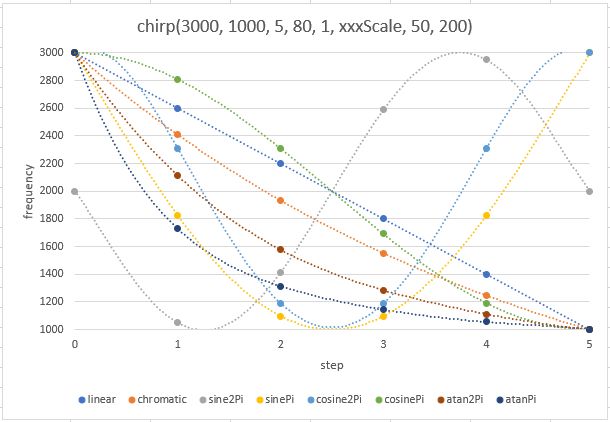 chirp(3000, 1000, 5, 80, 1, xxxScale, 50, 200)
3000
2800
2600
2400
2200
2000
1800
1600
1400
1200
1000
frequency
0 1 2 3 4 5
step
linear chromatic sine2Pi sinePi cosine2Pi cosinePi atan2Pi atanPi